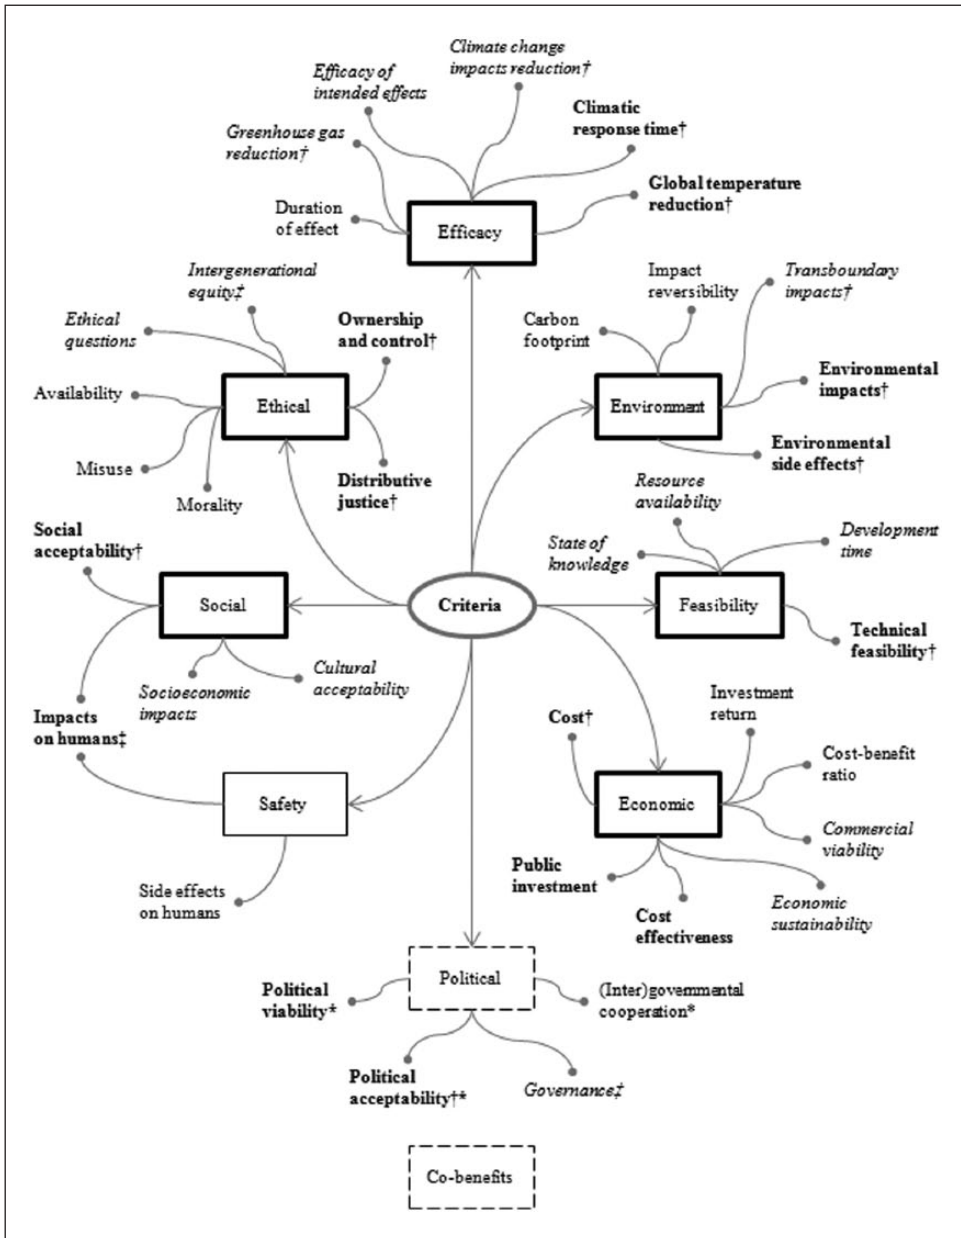 Climate change
impacts reduction†
Efficacy of
intended effects
Climatic
response time†
Greenhouse gas
reduction†
Global temperature
reduction†
Duration
of effect
Efficacy
Intergenerational
equity‡
Impact
reversibility
Transboundary
impacts†
Ethical
questions
Ownership
and control†
Carbon
footprint
Availability
Ethical
Environment
Environmental
impacts†
Misuse
Morality
Distributive
justice†
Environmental
side effects†
Resource
availability
Social
acceptability†
State of
knowledge
Development
time
Social
Criteria
Feasibility
Technical
feasibility†
Socioeconomic
impacts
Cultural
acceptability
Impacts
on humans‡
Cost†
Investment
return
Cost-benefit
ratio
Safety
Economic
Commercial
viability
Side effects
on humans
Public
investment
Cost
effectiveness
Economic
sustainability
Political
Political
viability*
(Inter)governmental
cooperation*
Political
acceptability†*
Governance‡
Co-benefits